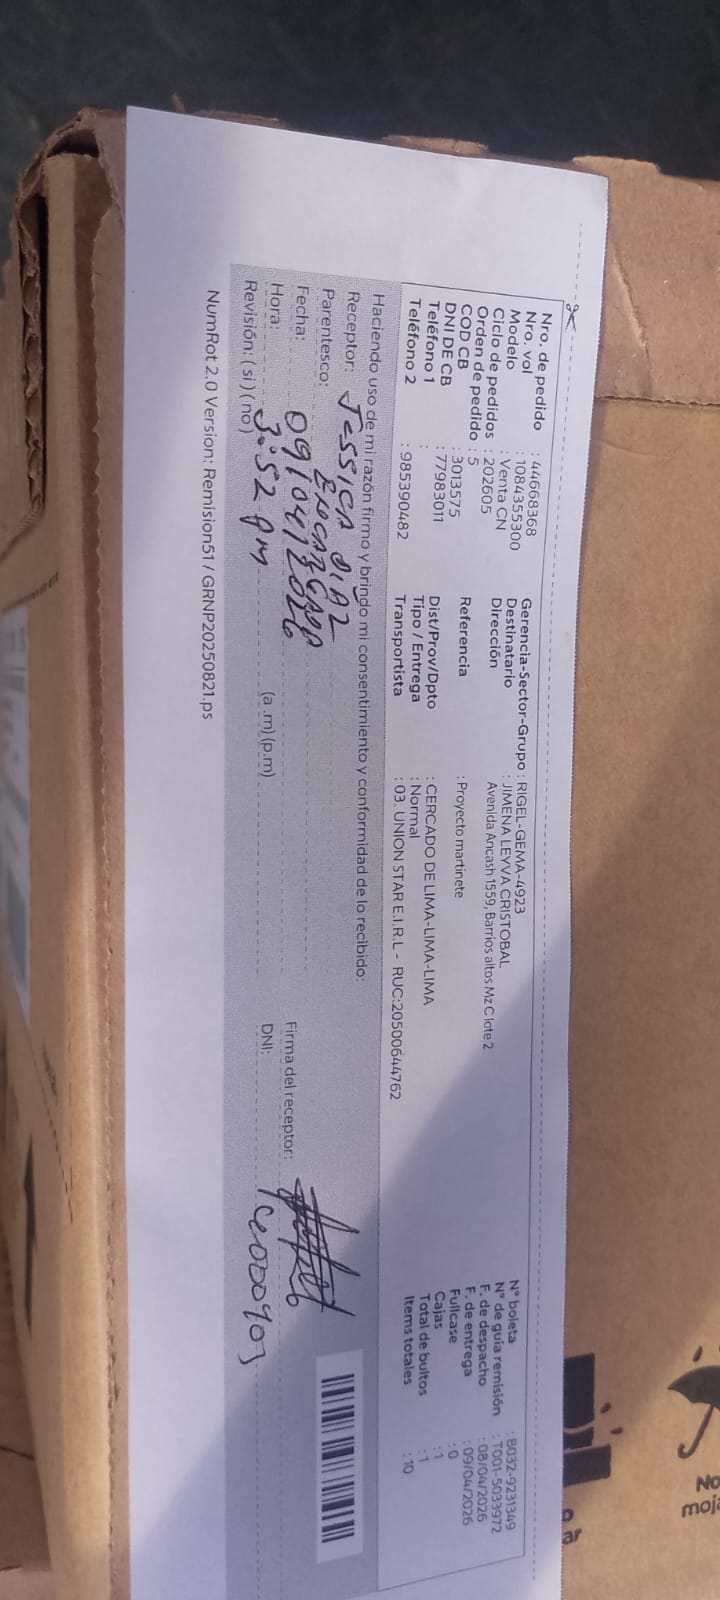 Nro. de pedido : 44668368
Nro. vol : 1084355300
Modelo : Venta CN
Ciclo de pedidos : 202605
Orden de pedido : 5
COD.CB : 3013575
DNI DE CB : 77983011
Teléfono 1 :
Teléfono 2 : 985390482
Gerencia-Sector-Grupo : RIGEL-GEMA-4923
Destinatario : JIMENA LEYVA CRISTOBAL
Dirección Avenida Ancash 1559, Barrios altos Mz C lote 2
Referencia : Proyecto martinete
Dist/Prov/Dpto : CERCADO DE LIMA-LIMA-LIMA
Tipo / Entrega : Normal
Transportista : 03. UNION STAR E.I.R.L - RUC:20500644762
N° boleta : B032-9231349
N° de guía remisión : T001-5033972
F. de despacho : 08/04/2026
F. de entrega : 09/04/2026
Fullcase : 0
Cajas : 1
Total de bultos : 1
Items totales : 10
Haciendo uso de mi razón firmo y brindo mi consentimiento y conformidad de lo recibido:
Receptor: Jessica DIAZ
Parentesco:
Fecha: 09/04/2026
Hora: 3:52 pm (a.m)(p.m)
Revisión: (si)(no)
Firma del receptor:
DNI:
NumRot 2.0 Version: Remision51 / GRNP20250821.ps
No
moja